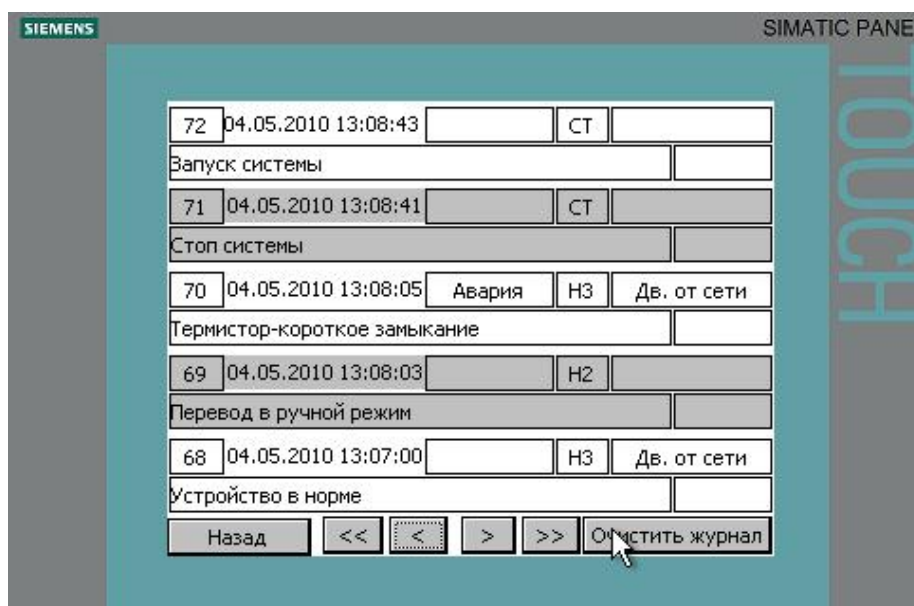 SIEMENS
SIMATIC PANE
TOUCH
72 04.05.2010 13:08:43 СТ
Запуск системы
71 04.05.2010 13:08:41 СТ
Стоп системы
70 04.05.2010 13:08:05 Авария Н3 Дв. от сети
Термистор-короткое замыкание
69 04.05.2010 13:08:03 Н2
Перевод в ручной режим
68 04.05.2010 13:07:00 Н3 Дв. от сети
Устройство в норме
Назад << < > >> Очистить журнал